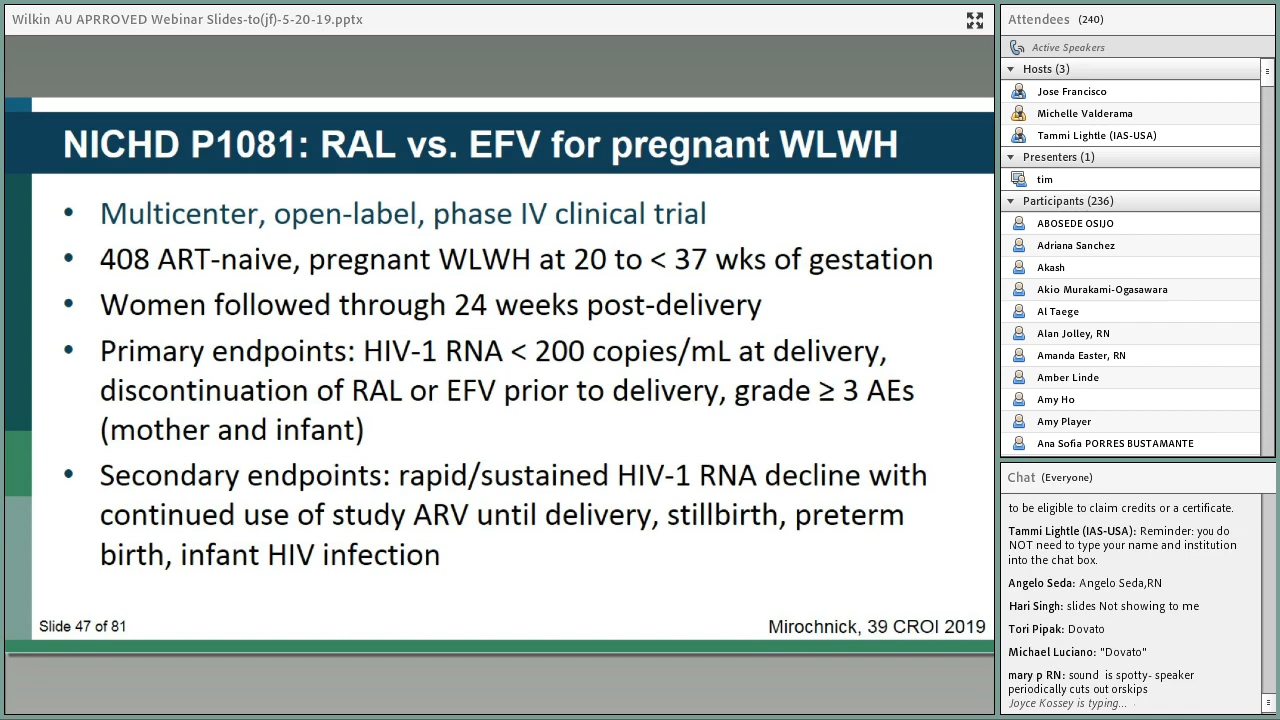 Wilkin AU APRROVED Webinar Slides-to(jf)-5-20-19.pptx
NICHD P1081: RAL vs. EFV for pregnant WLWH
• Multicenter, open-label, phase IV clinical trial
• 408 ART-naive, pregnant WLWH at 20 to < 37 wks of gestation
• Women followed through 24 weeks post-delivery
• Primary endpoints: HIV-1 RNA < 200 copies/mL at delivery,
discontinuation of RAL or EFV prior to delivery, grade ≥ 3 AEs
(mother and infant)
• Secondary endpoints: rapid/sustained HIV-1 RNA decline with
continued use of study ARV until delivery, stillbirth, preterm
birth, infant HIV infection
Slide 47 of 81
Mirochnick, 39 CROI 2019
Attendees (240)
Active Speakers
Hosts (3)
Jose Francisco
Michelle Valderama
Tammi Lightle (IAS-USA)
Presenters (1)
tim
Participants (236)
ABOSEDE OSIJO
Adriana Sanchez
Akash
Akio Murakami-Ogasawara
Al Taege
Alan Jolley, RN
Amanda Easter, RN
Amber Linde
Amy Ho
Amy Player
Ana Sofia PORRES BUSTAMANTE
Chat (Everyone)
to be eligible to claim credits or a certificate.
Tammi Lightle (IAS-USA): Reminder: you do
NOT need to type your name and institution
into the chat box.
Angelo Seda: Angelo Seda,RN
Hari Singh: slides Not showing to me
Tori Pipak: Dovato
Michael Luciano: "Dovato"
mary p RN: sound is spotty- speaker
periodically cuts out orskips
Joyce Kossey is typing...